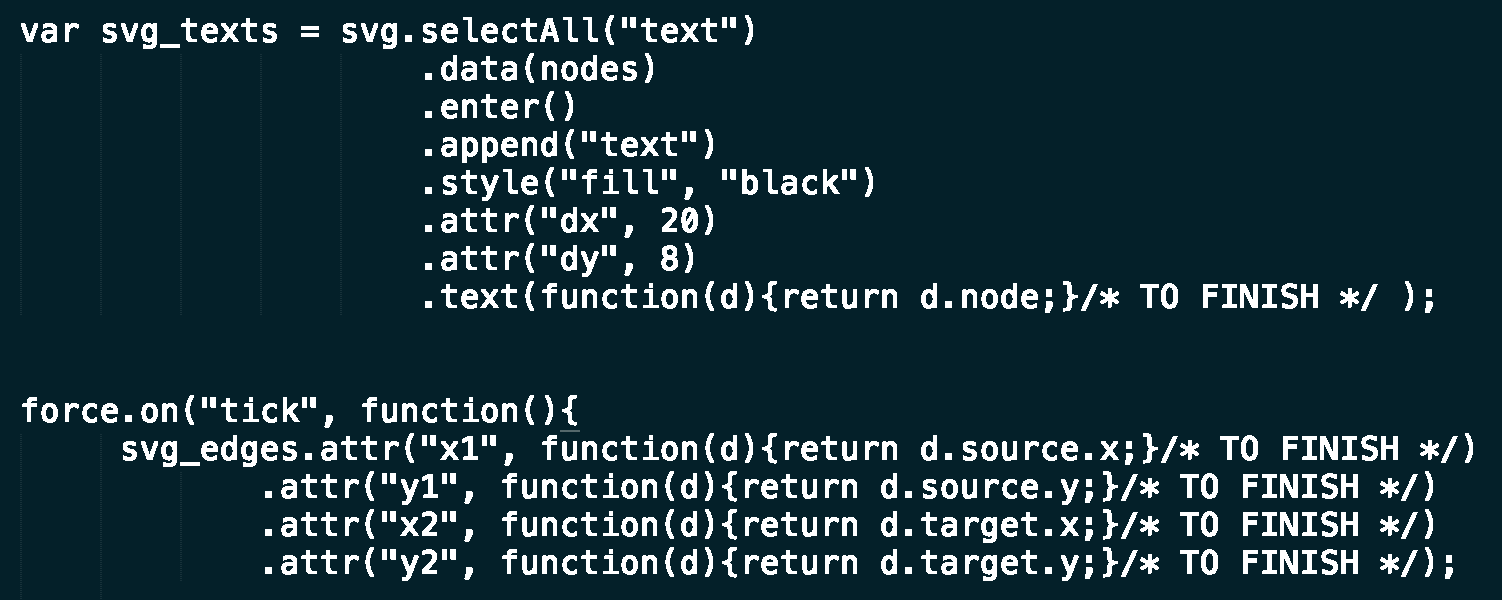 var svg_texts = svg.selectAll("text")
.data(nodes)
.enter()
.append("text")
.style("fill", "black")
.attr("dx", 20)
.attr("dy", 8)
.text(function(d){return d.node;}/* TO FINISH */ );
force.on("tick", function(){
svg_edges.attr("x1", function(d){return d.source.x;}/* TO FINISH */)
.attr("y1", function(d){return d.source.y;}/* TO FINISH */)
.attr("x2", function(d){return d.target.x;}/* TO FINISH */)
.attr("y2", function(d){return d.target.y;}/* TO FINISH */);